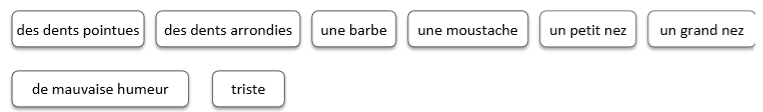 des dents pointues des dents arrondies une barbe une moustache un petit nez un grand nez
de mauvaise humeur triste